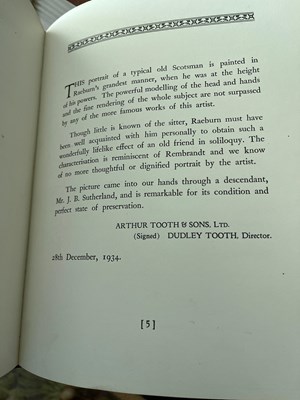 THIS portrait of a typical old Scotsman is painted in
Raeburn's grandest manner, when he was at the height
of his powers. The powerful modelling of the head and hands
and the fine rendering of the whole subject are not surpassed
by any of the more famous works of this artist.
Though little is known of the sitter, Raeburn must have
been well acquainted with him personally to obtain such a
wonderfully lifelike effect of an old friend in soliloquy. The
characterisation is reminiscent of Rembrandt and we know
of no more thoughtful or dignified portrait by the artist.
The picture came into our hands through a descendant,
Mr. J. B. Sutherland, and is remarkable for its condition and
perfect state of preservation.
ARTHUR TOOTH & SONS, LTD.
(Signed) DUDLEY TOOTH, Director.
28th December, 1934.
[ 5 ]